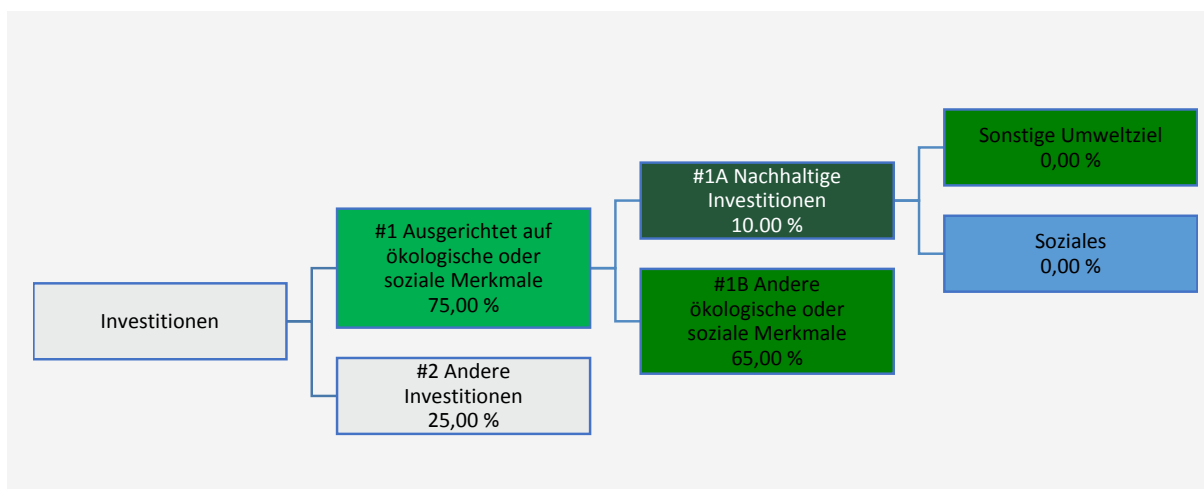 Investitionen
#1 Ausgerichtet auf
ökologische oder
soziale Merkmale
75,00 %
#2 Andere
Investitionen
25,00 %
#1A Nachhaltige
Investitionen
10.00 %
#1B Andere
ökologische oder
soziale Merkmale
65,00 %
Sonstige Umweltziel
0,00 %
Soziales
0,00 %